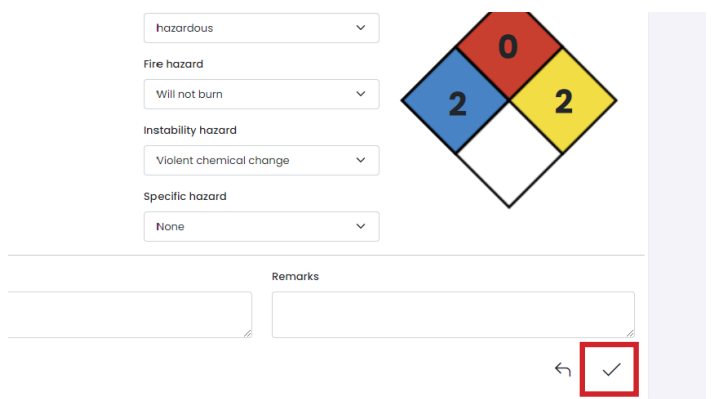 hazardous
Fire hazard
Will not burn
Instability hazard
Violent chemical change
Specific hazard
None
0
2
2
Remarks